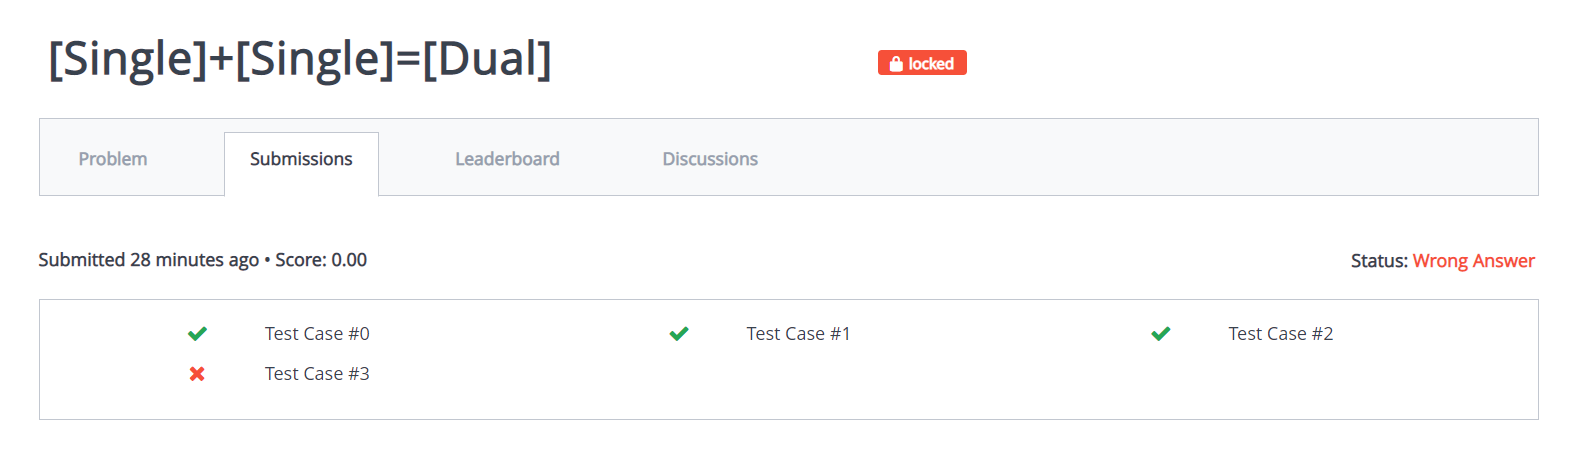 [Single]+[Single]=[Dual]
locked
Problem Submissions Leaderboard Discussions
Submitted 28 minutes ago • Score: 0.00 Status: Wrong Answer
Test Case #0 Test Case #1 Test Case #2
Test Case #3